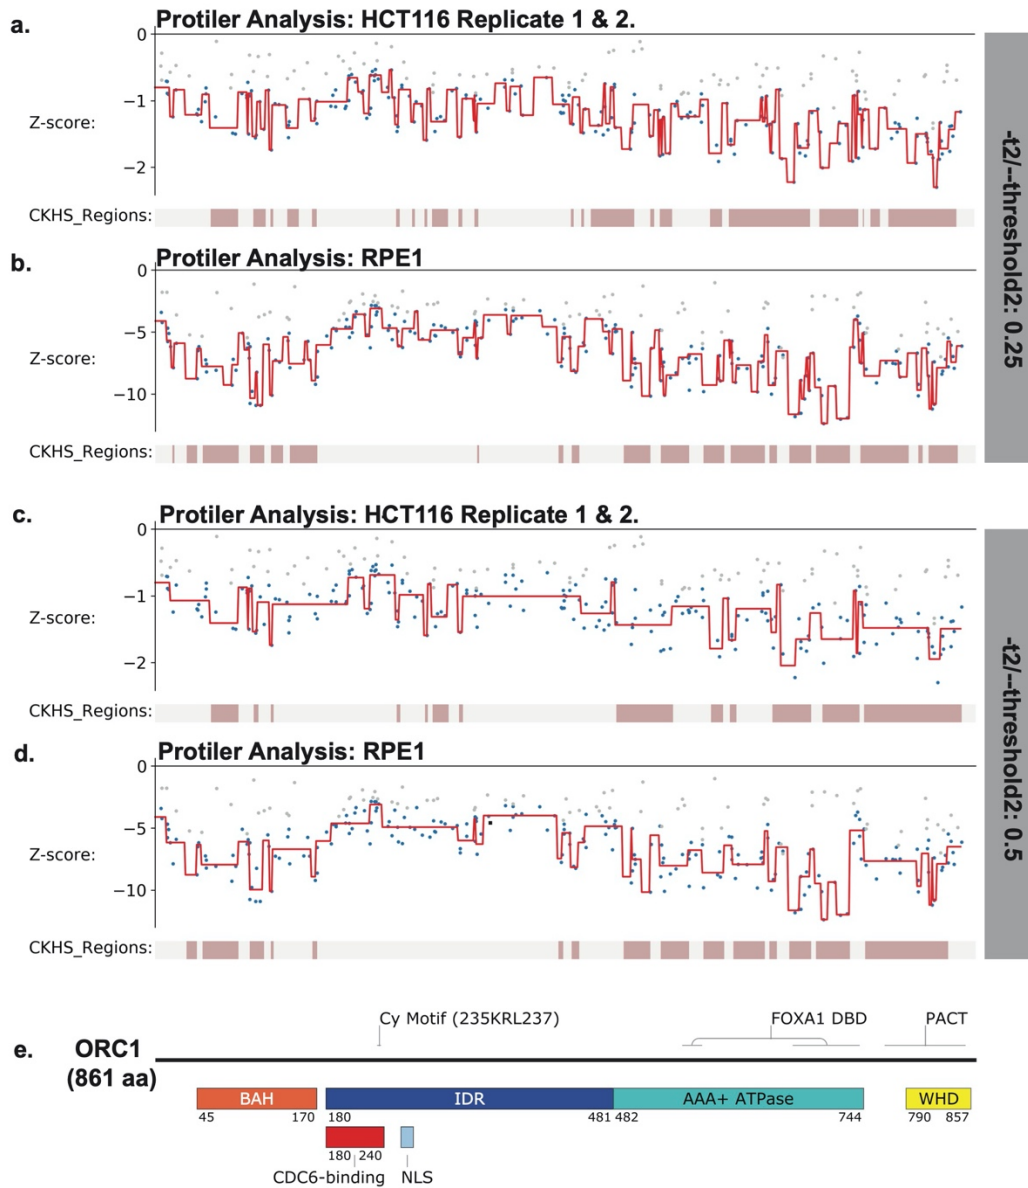 a.
Protiler Analysis: HCT116 Replicate 1 & 2.
0
−1
Z-score:
−2
CKHS_Regions:
b.
Protiler Analysis: RPE1
0
−5
Z-score:
−10
CKHS_Regions:
-t2/--threshold2: 0.25
c.
Protiler Analysis: HCT116 Replicate 1 & 2.
0
−1
Z-score:
−2
CKHS_Regions:
d.
Protiler Analysis: RPE1
0
−5
Z-score:
−10
CKHS_Regions:
-t2/--threshold2: 0.5
Cy Motif (235KRL237) FOXA1 DBD PACT
e. ORC1
(861 aa)
BAH IDR AAA+ ATPase WHD
45 170 180 481 482 744 790 857
180 240
CDC6-binding NLS